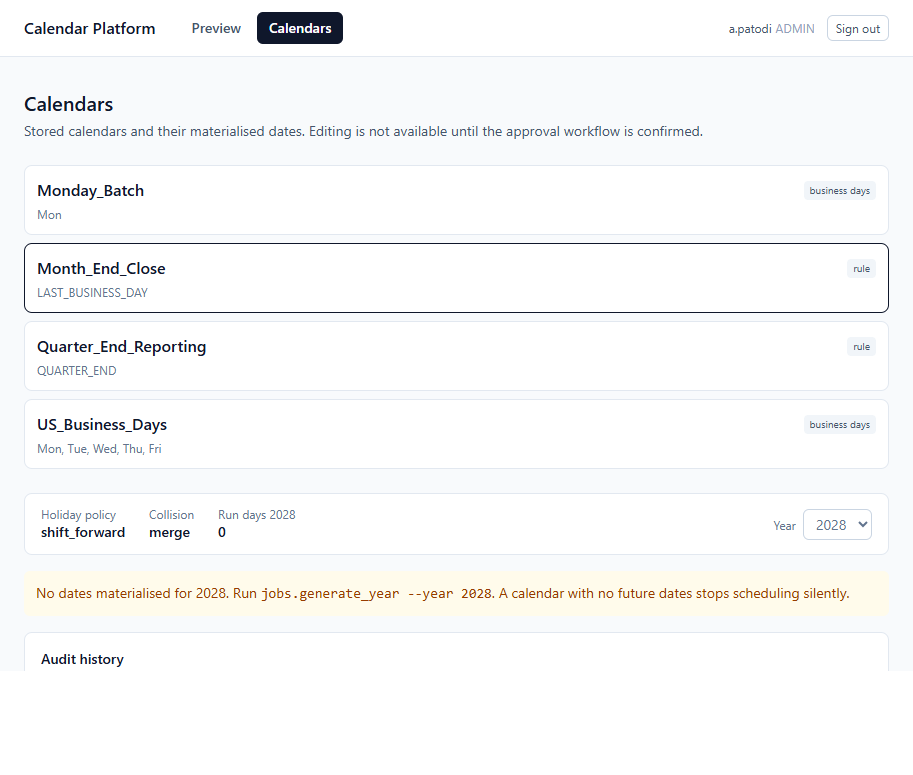 Calendar Platform Preview Calendars a.patodi ADMIN Sign out
Calendars
Stored calendars and their materialised dates. Editing is not available until the approval workflow is confirmed.
Monday_Batch business days
Mon
Month_End_Close rule
LAST_BUSINESS_DAY
Quarter_End_Reporting rule
QUARTER_END
US_Business_Days business days
Mon, Tue, Wed, Thu, Fri
Holiday policy Collision Run days 2028
shift_forward merge 0
Year 2028
No dates materialised for 2028. Run jobs.generate_year --year 2028. A calendar with no future dates stops scheduling silently.
Audit history